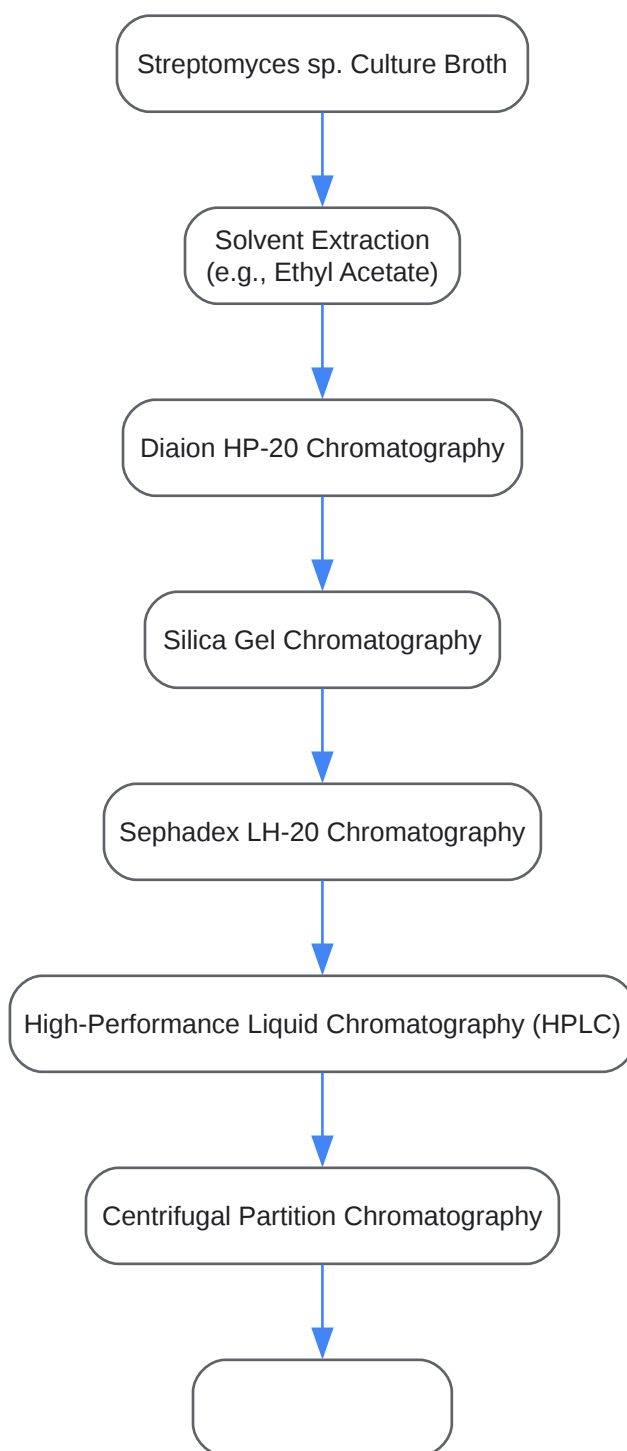 Streptomyces sp. Culture Broth
Solvent Extraction
(e.g., Ethyl Acetate)
Diaion HP-20 Chromatography
Silica Gel Chromatography
Sephadex LH-20 Chromatography
High-Performance Liquid Chromatography (HPLC)
Centrifugal Partition Chromatography